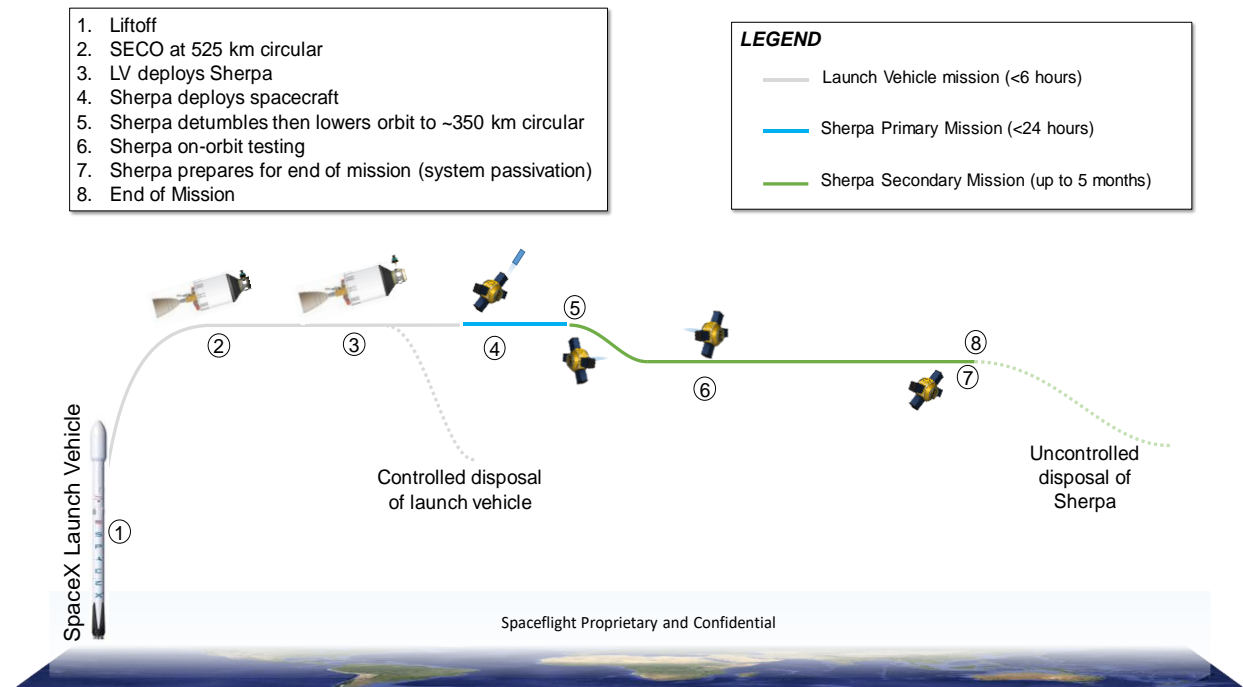 1. Liftoff
2. SECO at 525 km circular
3. LV deploys Sherpa
4. Sherpa deploys spacecraft
5. Sherpa detumbles then lowers orbit to ~350 km circular
6. Sherpa on-orbit testing
7. Sherpa prepares for end of mission (system passivation)
8. End of Mission
LEGEND
Launch Vehicle mission (<6 hours)
Sherpa Primary Mission (<24 hours)
Sherpa Secondary Mission (up to 5 months)
2
3
4
5
6
8
7
SpaceX Launch Vehicle
1
SPACEX
Controlled disposal
of launch vehicle
Uncontrolled
disposal of
Sherpa
Spaceflight Proprietary and Confidential